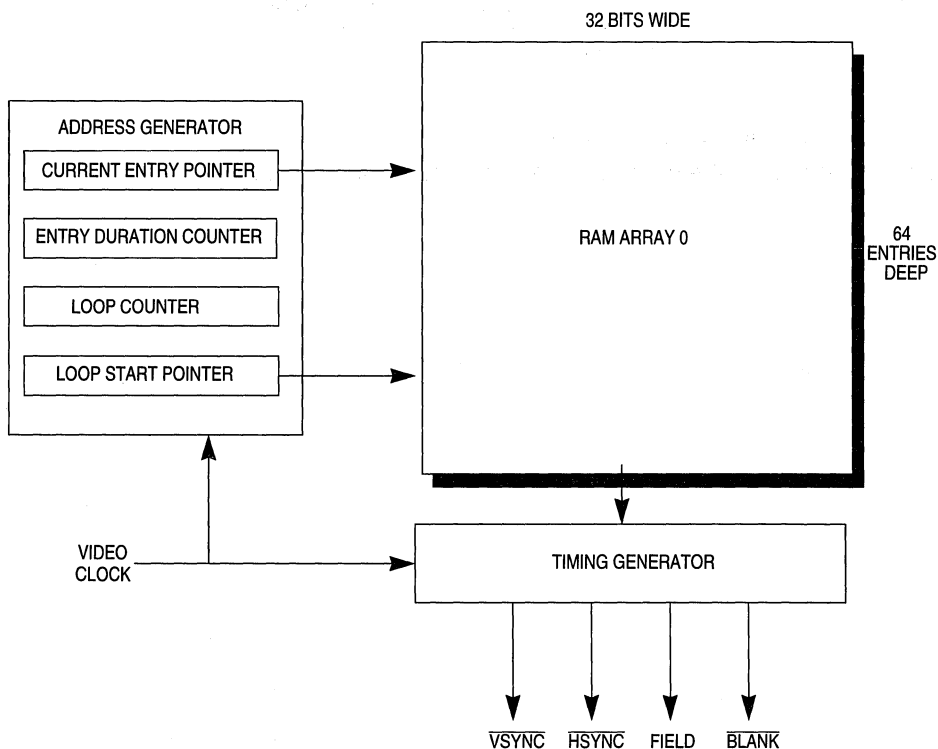 32 BITS WIDE
ADDRESS GENERATOR
CURRENT ENTRY POINTER
ENTRY DURATION COUNTER
LOOP COUNTER
LOOP START POINTER
RAM ARRAY 0
64
ENTRIES
DEEP
VIDEO
CLOCK
TIMING GENERATOR
VSYNC HSYNC FIELD BLANK